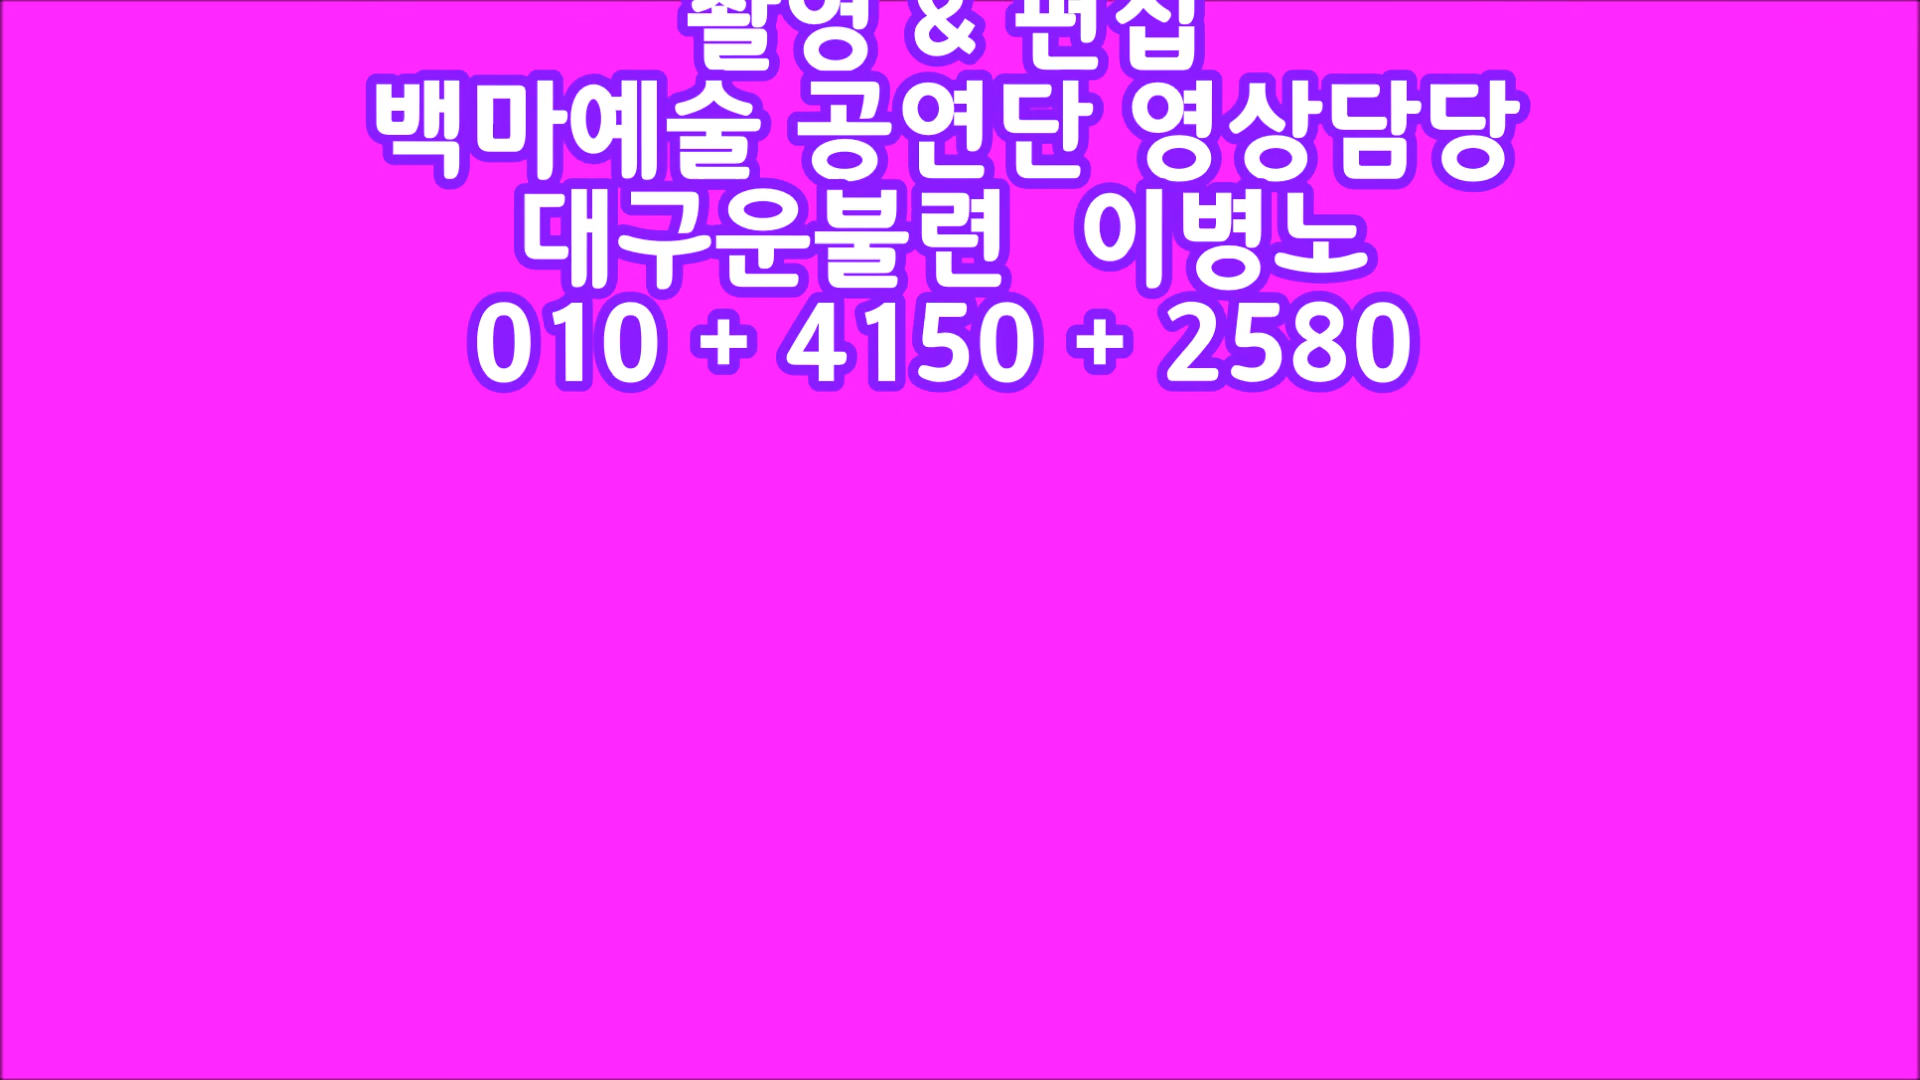 촬영 & 편집
백마예술 공연단 영상담당
대구운불련 이병노
010 + 4150 + 2580